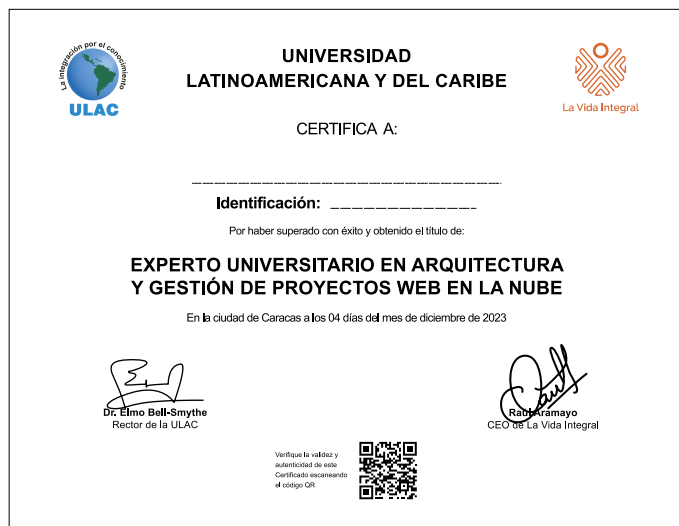 La integración por el conocimiento
ULAC
UNIVERSIDAD
LATINOAMERICANA Y DEL CARIBE
La Vida Integral
CERTIFICA A:
Identificación:
Por haber superado con éxito y obtenido el título de:
EXPERTO UNIVERSITARIO EN ARQUITECTURA
Y GESTIÓN DE PROYECTOS WEB EN LA NUBE
En la ciudad de Caracas a los 04 días del mes de diciembre de 2023
Dr. Elmo Bell-Smythe
Rector de la ULAC
Raúl Aramayo
CEO de La Vida Integral
Verifique la validez y
autenticidad de este
Certificado escaneando
el código QR